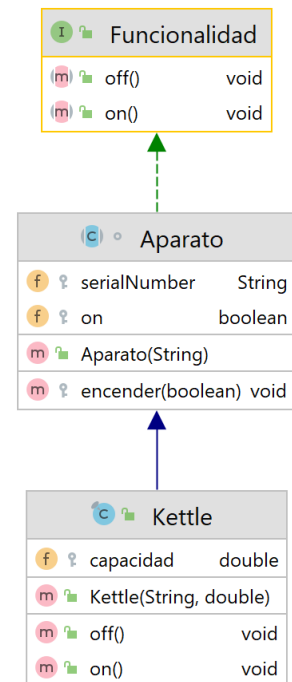 I Funcionalidad
m off() void
m on() void
C Aparato
f serialNumber String
f on boolean
m Aparato(String)
m encender(boolean) void
C Kettle
f capacidad double
m Kettle(String, double)
m off() void
m on() void